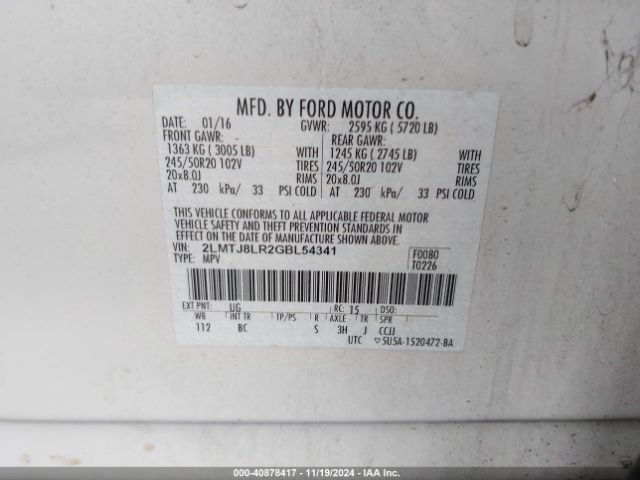 MFD. BY FORD MOTOR CO.
DATE: 01/16 GVWR: 2595 KG ( 5720 LB)
FRONT GAWR: REAR GAWR:
1363 KG ( 3005 LB) WITH 1245 KG ( 2745 LB) WITH
245/50R20 102V TIRES 245/50R20 102V TIRES
20x8.0J RIMS 20x8.0J RIMS
AT 230 kPa/ 33 PSI COLD AT 230 kPa/ 33 PSI COLD
THIS VEHICLE CONFORMS TO ALL APPLICABLE FEDERAL MOTOR
VEHICLE SAFETY AND THEFT PREVENTION STANDARDS IN
EFFECT ON THE DATE OF MANUFACTURE SHOWN ABOVE.
VIN: 2LMTJ8LR2GBL54341 F0080
TYPE: MPV T0226
EXT PNT: UG RC: 15 DSO:
WB INT TR TP/PS R AXLE TR SPR
112 BC S 3H J CCJJ
UTC ▽5U5A-1520472-BA
000-40878417 - 11/19/2024 - IAAI.COM